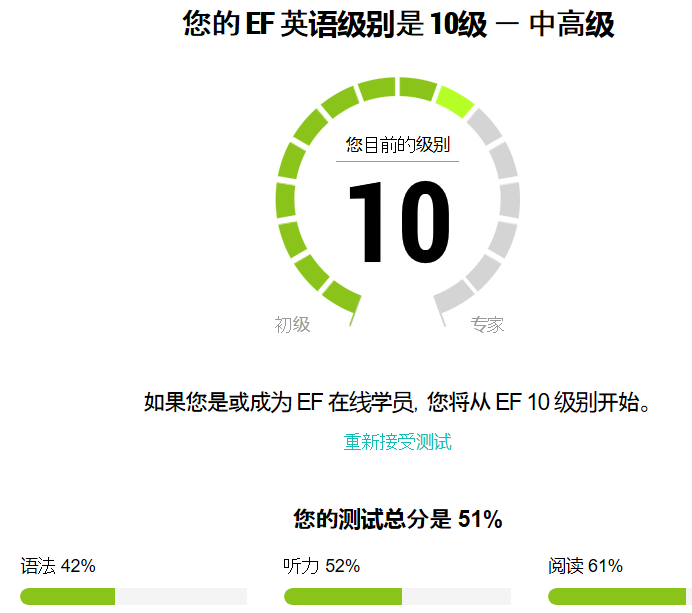 您的 EF 英语级别是 10级 — 中高级
您目前的级别
10
初级
专家
如果您是或成为 EF 在线学员, 您将从 EF 10 级别开始。
重新接受测试
您的测试总分是 51%
语法 42%
听力 52%
阅读 61%